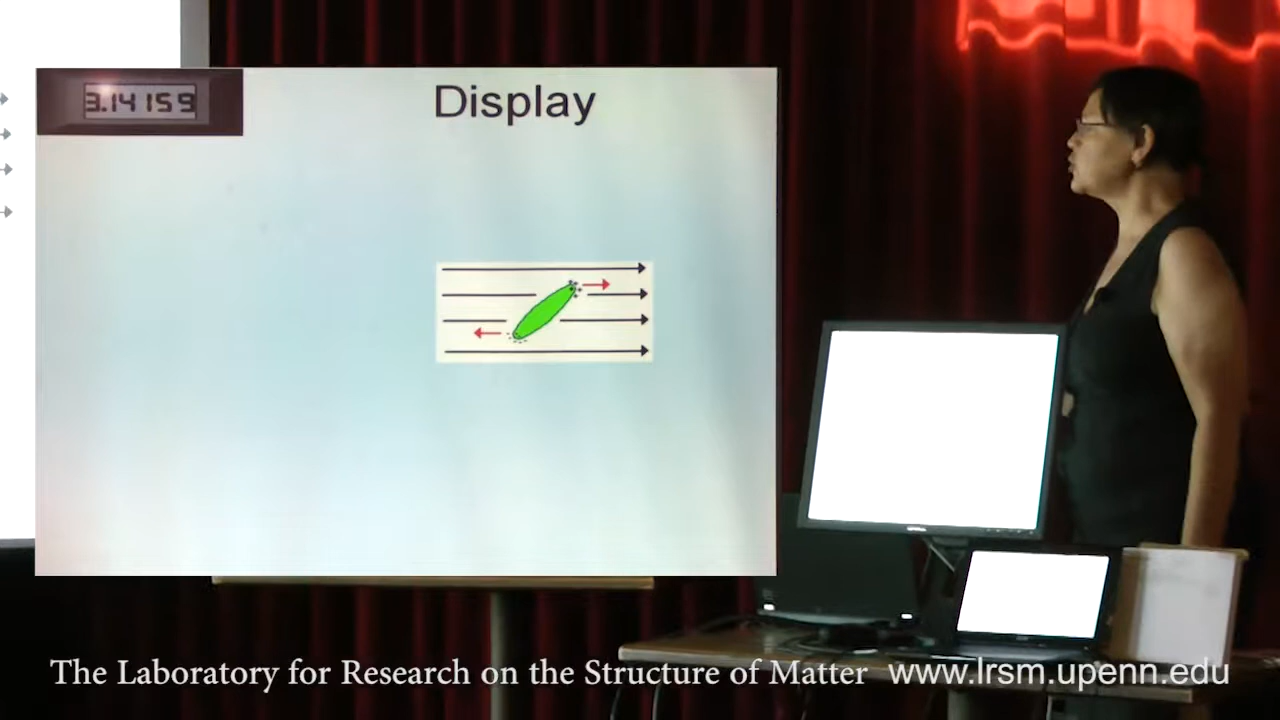 3.14159
Display
The Laboratory for Research on the Structure of Matter www.lrsm.upenn.edu